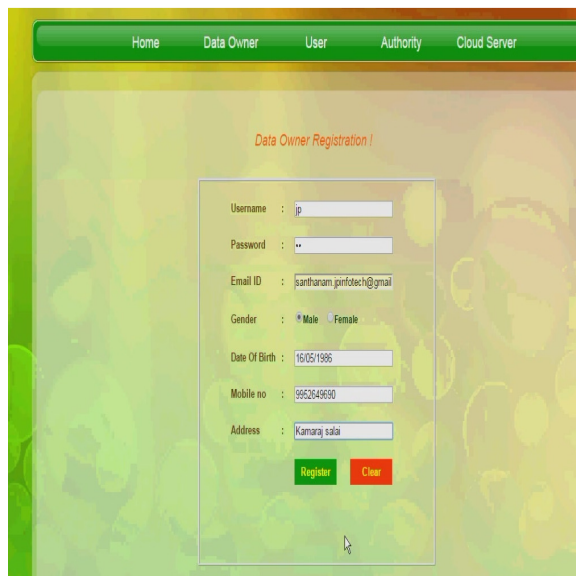 Home Data Owner User Authority Cloud Server
Data Owner Registration !
Username : jp
Password : ••
Email ID : santhanam.jpinfotech@gmail
Gender : Male Female
Date Of Birth : 16/05/1986
Mobile no : 9952649690
Address : Kamaraj salai
Register Clear